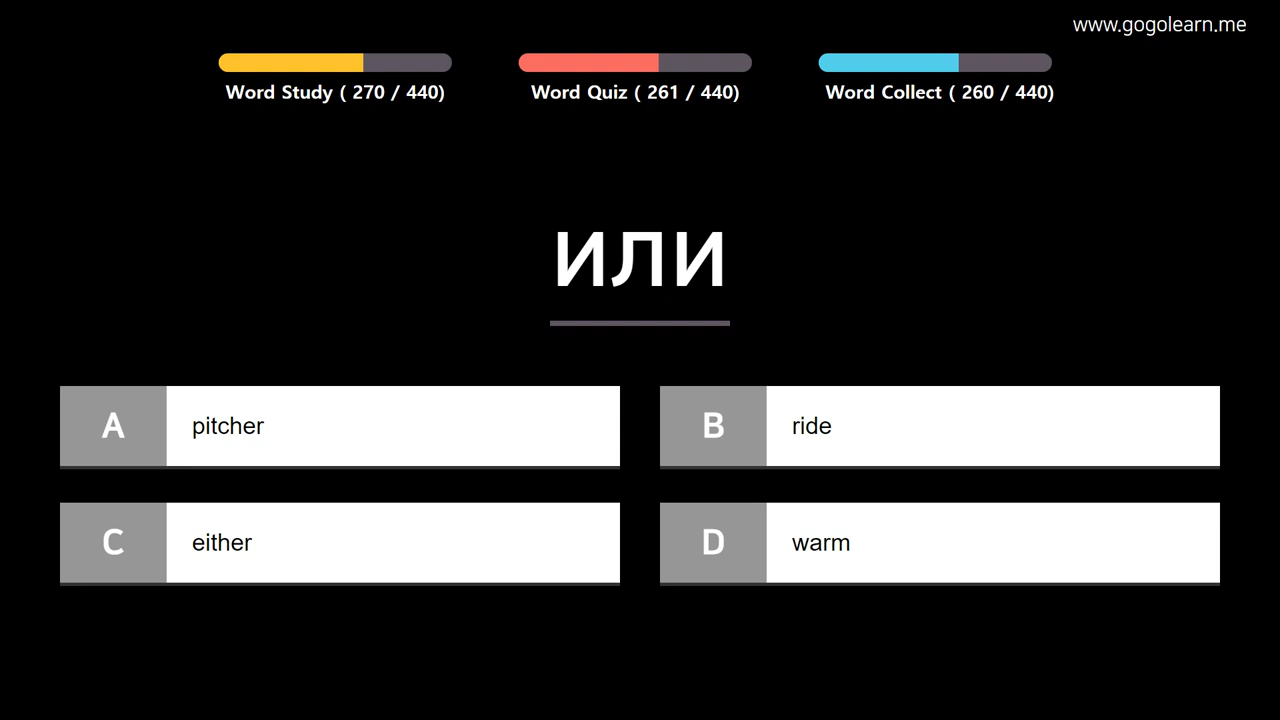 www.gogolearn.me
Word Study ( 270 / 440)
Word Quiz ( 261 / 440)
Word Collect ( 260 / 440)
или
A pitcher
B ride
C either
D warm